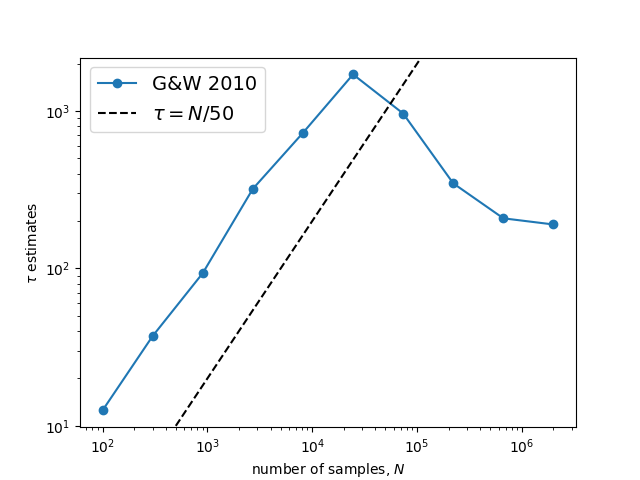 G&W 2010
τ = N/50
10³
10²
10¹
τ estimates
10² 10³ 10⁴ 10⁵ 10⁶
number of samples, N